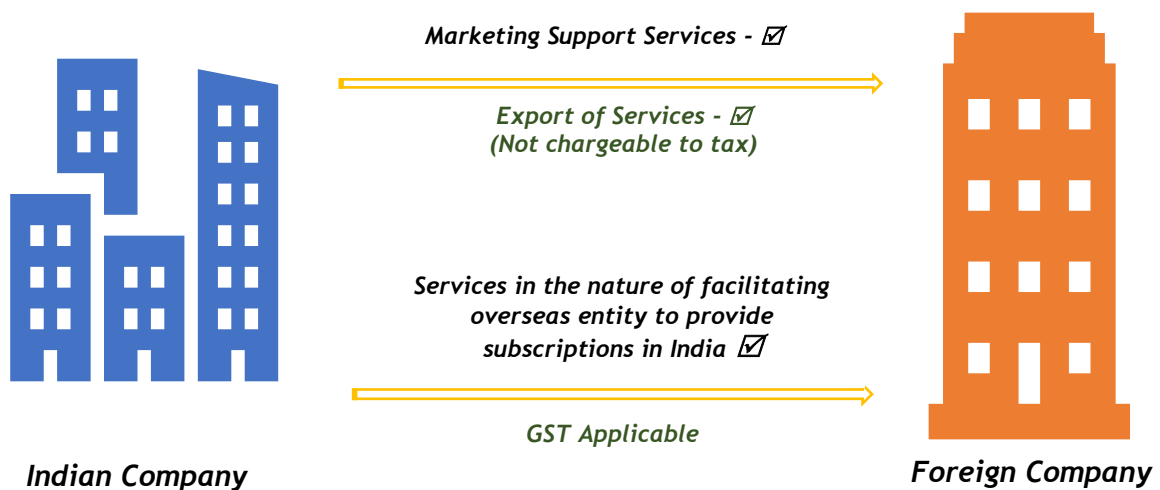 Marketing Support Services - ☑
Export of Services - ☑
(Not chargeable to tax)
Services in the nature of facilitating
overseas entity to provide
subscriptions in India ☑
GST Applicable
Indian Company
Foreign Company